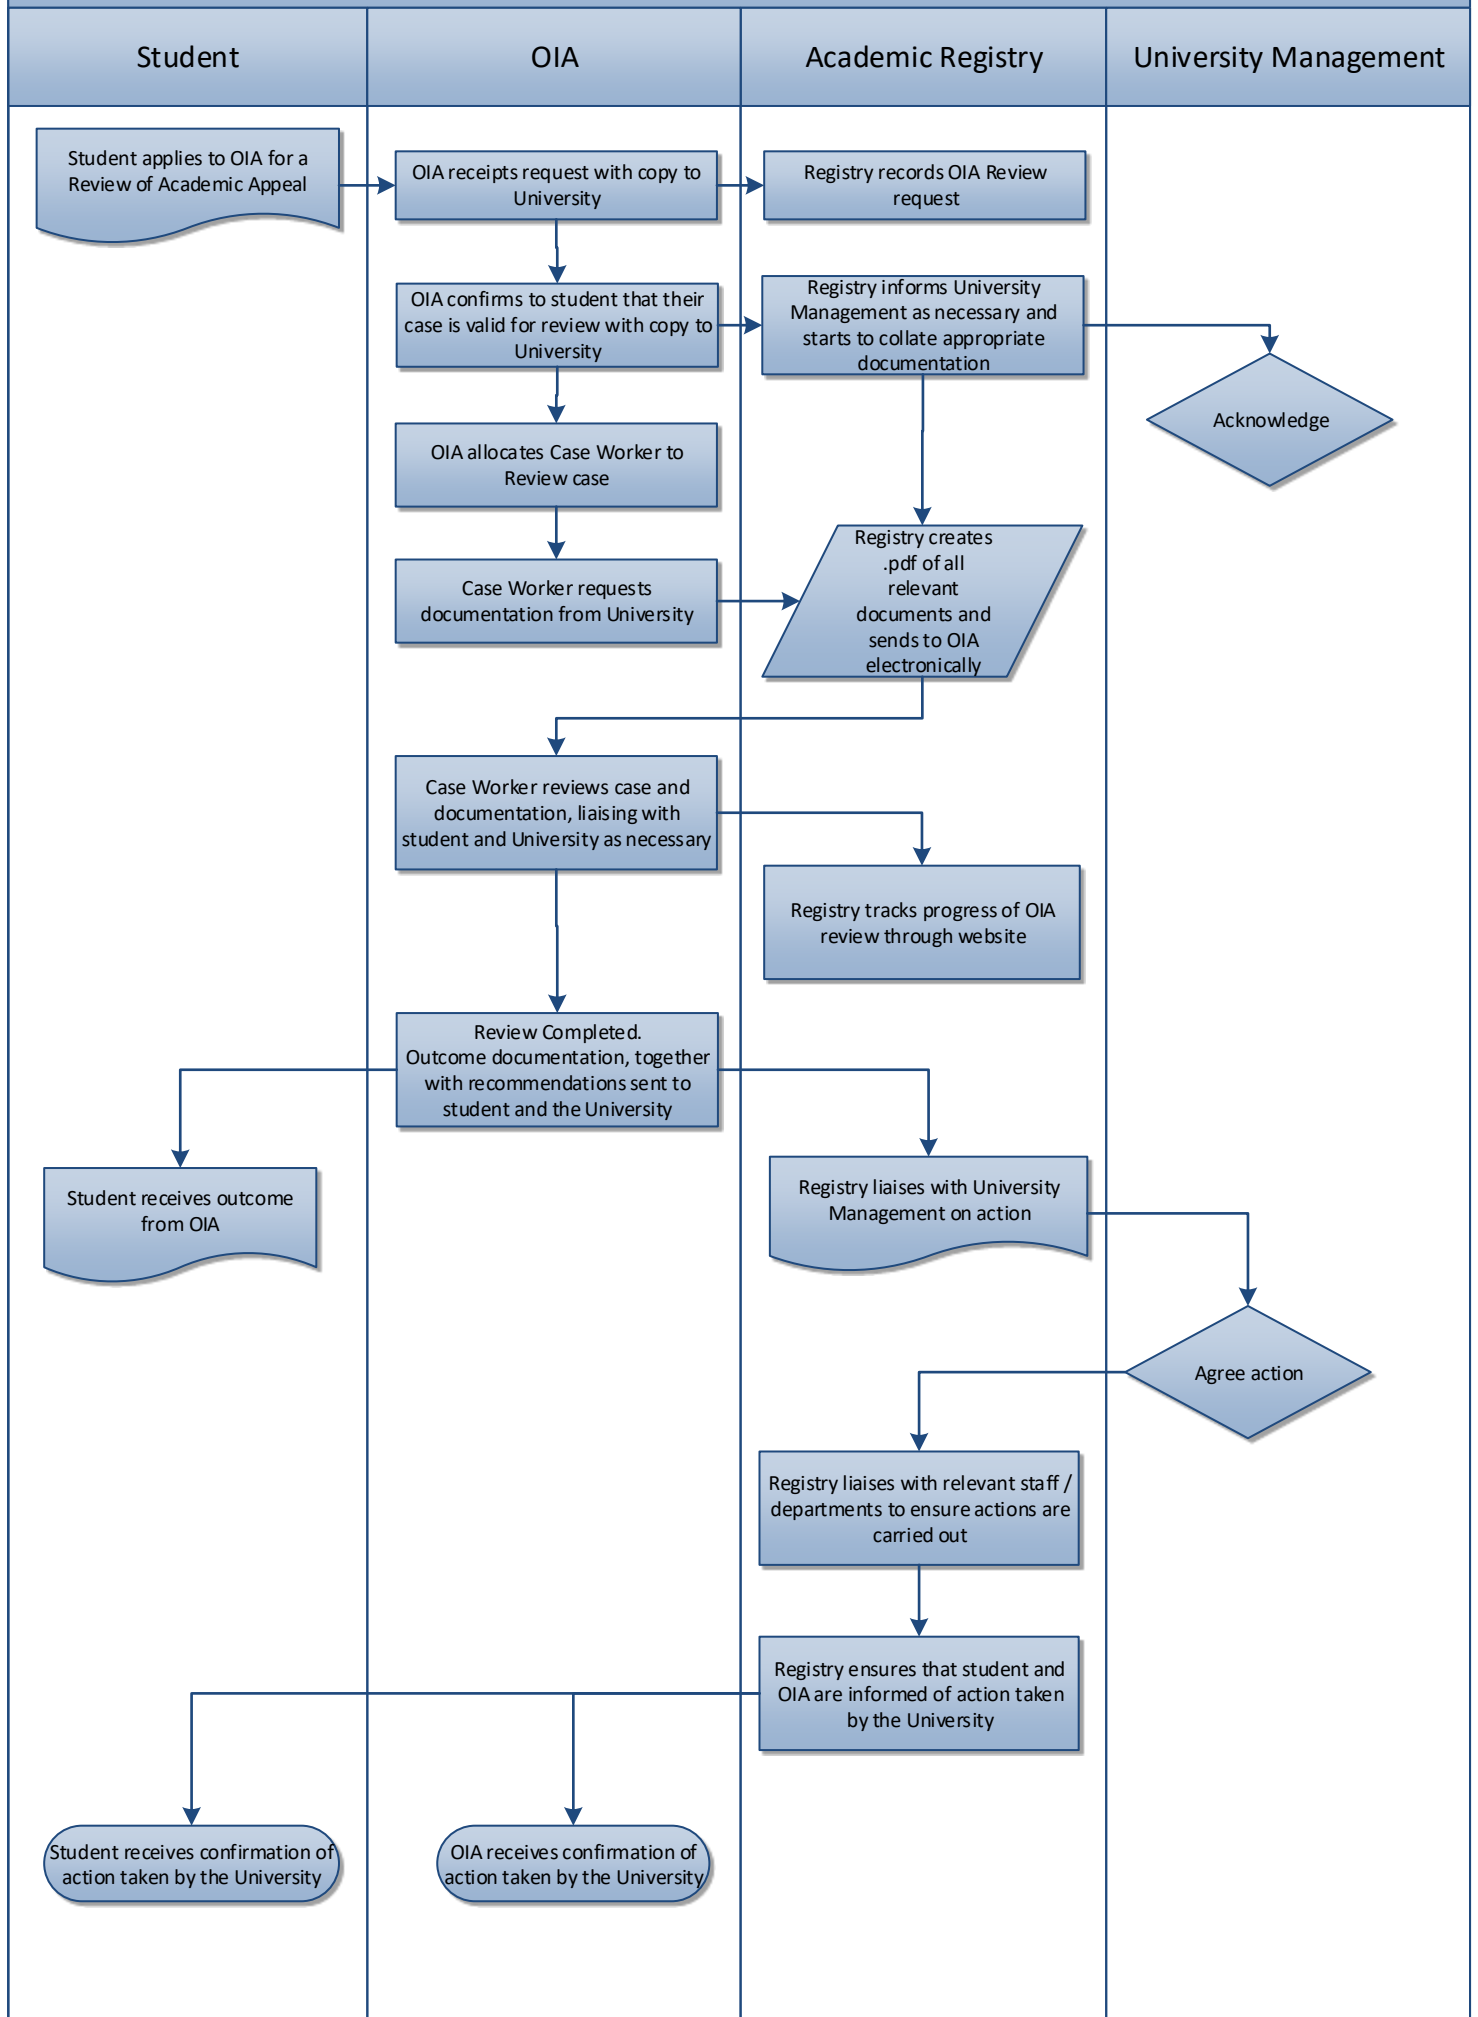 Student
OIA
Academic Registry
University Management
Student applies to OIA for a
Review of Academic Appeal
OIA receipts request with copy to
University
Registry records OIA Review
request
OIA confirms to student that their
case is valid for review with copy to
University
Registry informs University
Management as necessary and
starts to collate appropriate
documentation
Acknowledge
OIA allocates Case Worker to
Review case
Case Worker requests
documentation from University
Registry creates
.pdf of all
relevant
documents and
sends to OIA
electronically
Case Worker reviews case and
documentation, liaising with
student and University as necessary
Registry tracks progress of OIA
review through website
Review Completed.
Outcome documentation, together
with recommendations sent to
student and the University
Student receives outcome
from OIA
Registry liaises with University
Management on action
Agree action
Registry liaises with relevant staff /
departments to ensure actions are
carried out
Registry ensures that student and
OIA are informed of action taken
by the University
Student receives confirmation of
action taken by the University
OIA receives confirmation of
action taken by the University